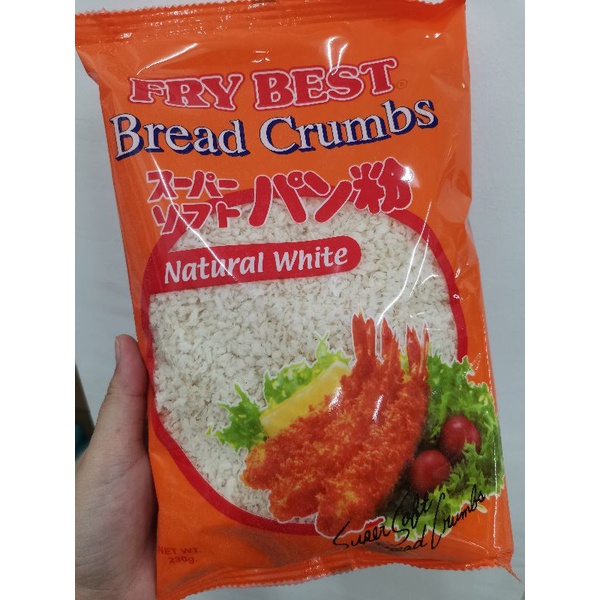 FRY BEST®
Bread Crumbs
スーパー
ソフト パン粉
Natural White
Super Soft
Bread Crumbs
NET WT.
230g.